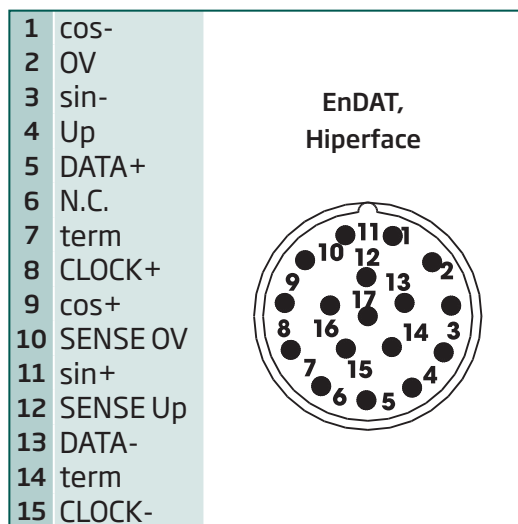 1 cos-
2 OV
3 sin-
4 Up
5 DATA+
6 N.C.
7 term
8 CLOCK+
9 cos+
10 SENSE OV
11 sin+
12 SENSE Up
13 DATA-
14 term
15 CLOCK-
EnDAT,
Hiperface
11 1
10 12 2
9 17 13
8 16 14 3
7 15 4
6 5